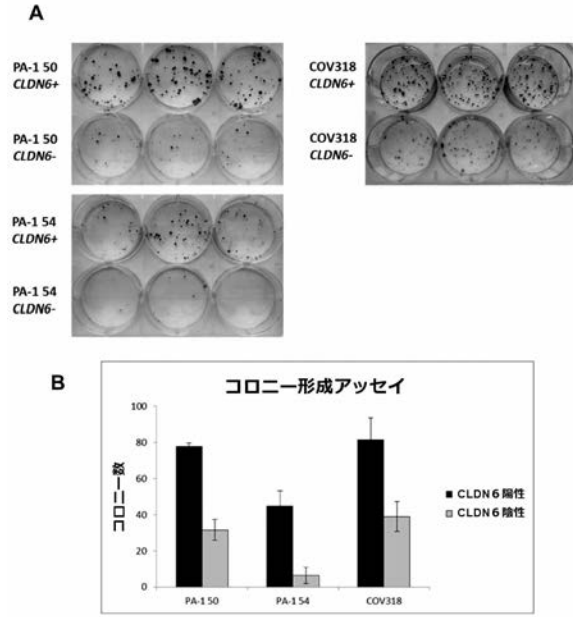 A
PA-1 50
CLDN6+
PA-1 50
CLDN6-
PA-1 54
CLDN6+
PA-1 54
CLDN6-
COV318
CLDN6+
COV318
CLDN6-
B
コロニー形成アッセイ
コロニー数
100
80
60
40
20
0
PA-1 50
PA-1 54
COV318
CLDN6陽性
CLDN6陰性